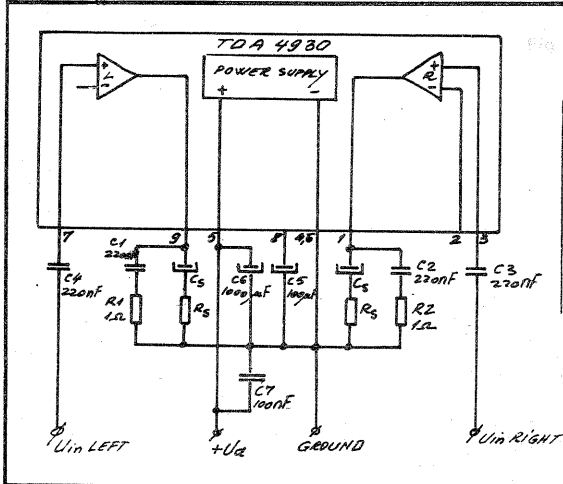 TDA 4930
Fig
POWER SUPPLY
+ -
+ L -
+ R -
7 9 5 8 4,6 1 2 3
C1
220nF
C4
220nF
R1
1Ω
Cs
Rs
C6
1000µF
C5
100µF
Cs
Rs
C2
220nF
R2
1Ω
C3
220nF
C7
100nF
Uin LEFT
+Ua
GROUND
Uin RIGHT